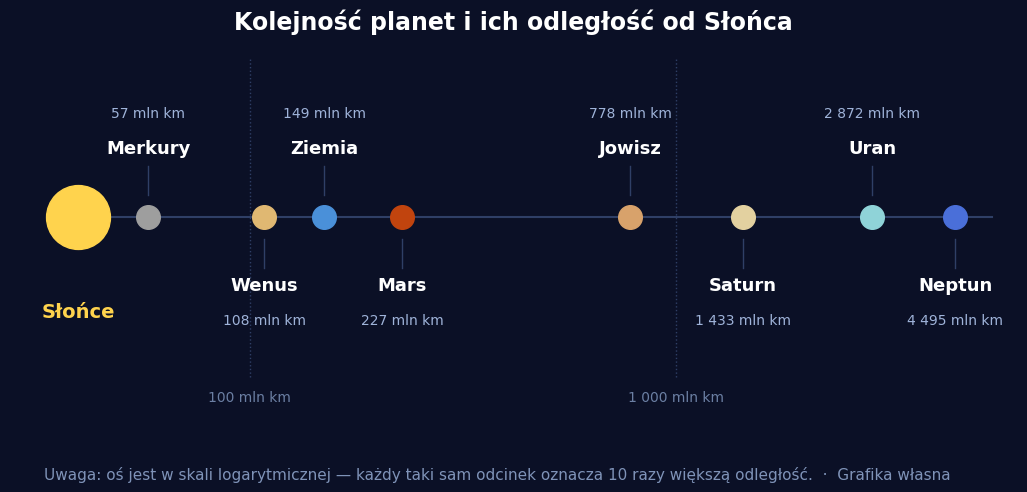 Kolejność planet i ich odległość od Słońca
57 mln km
149 mln km
778 mln km
2 872 mln km
Merkury
Ziemia
Jowisz
Uran
Wenus
Mars
Saturn
Neptun
Słońce
108 mln km
227 mln km
1 433 mln km
4 495 mln km
100 mln km
1 000 mln km
Uwaga: oś jest w skali logarytmicznej — każdy taki sam odcinek oznacza 10 razy większą odległość.  ·  Grafika własna